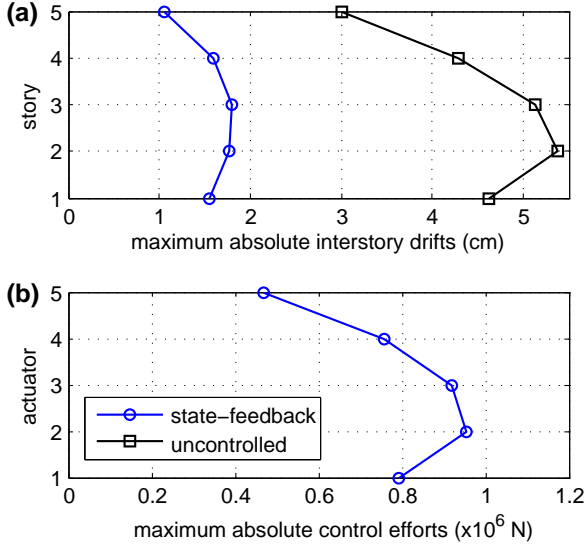 (a)
5
4
3
2
1
story
0 1 2 3 4 5
maximum absolute interstory drifts (cm)
(b)
5
4
3
2
1
actuator
state−feedback
uncontrolled
0 0.2 0.4 0.6 0.8 1 1.2
maximum absolute control efforts (x10⁶ N)